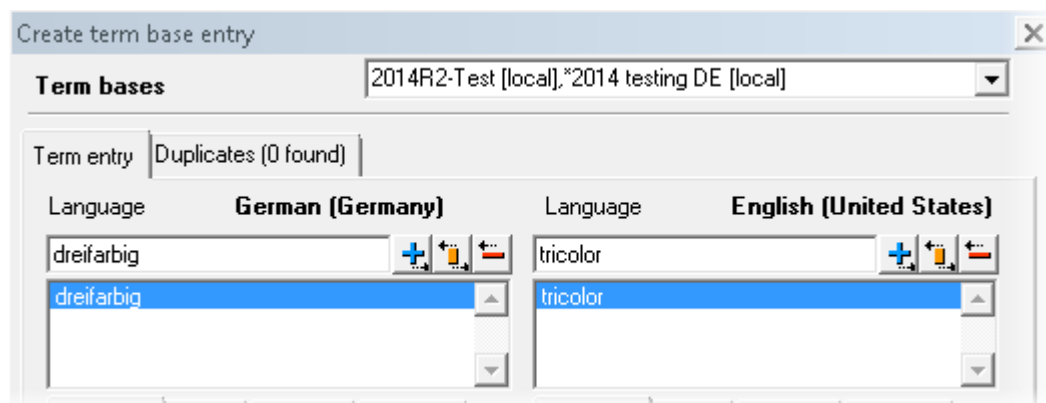 Create term base entry
Term bases 2014R2-Test [local],*2014 testing DE [local]
Term entry Duplicates (0 found)
Language German (Germany) Language English (United States)
dreifarbig tricolor
dreifarbig tricolor